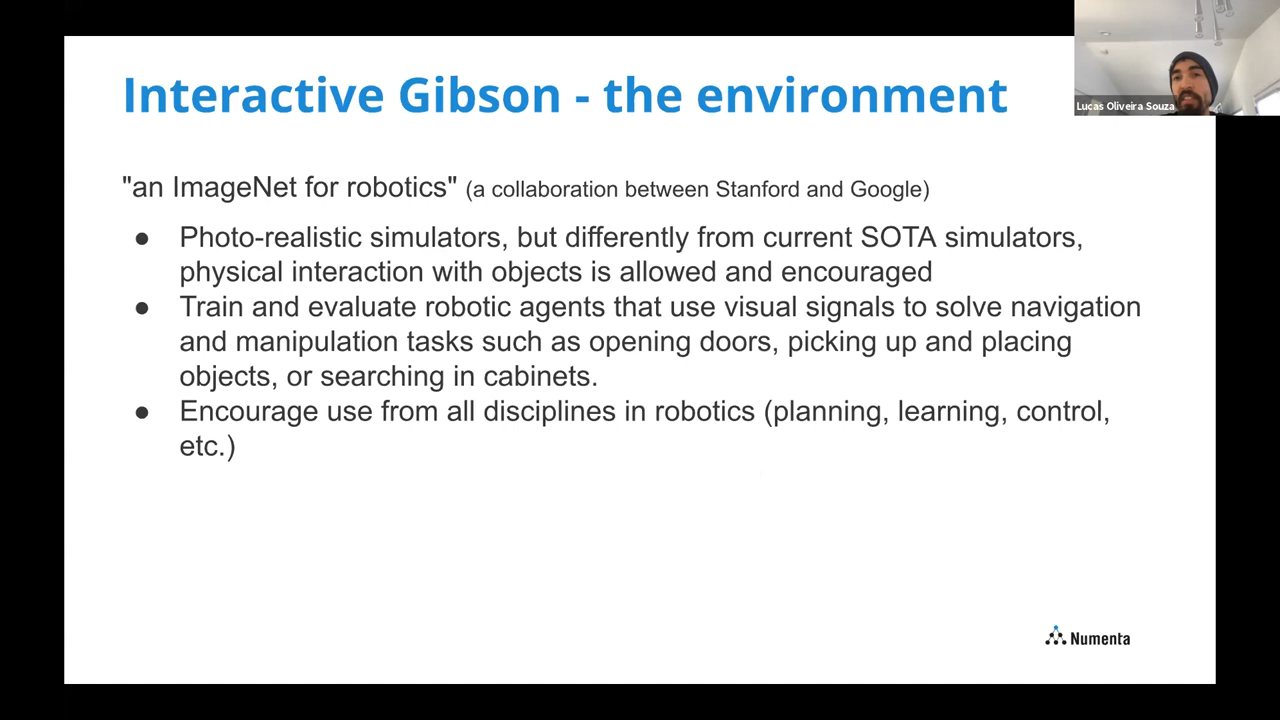 Interactive Gibson - the environment
Lucas Oliveira Souza
"an ImageNet for robotics" (a collaboration between Stanford and Google)
● Photo-realistic simulators, but differently from current SOTA simulators,
physical interaction with objects is allowed and encouraged
● Train and evaluate robotic agents that use visual signals to solve navigation
and manipulation tasks such as opening doors, picking up and placing
objects, or searching in cabinets.
● Encourage use from all disciplines in robotics (planning, learning, control,
etc.)
Numenta